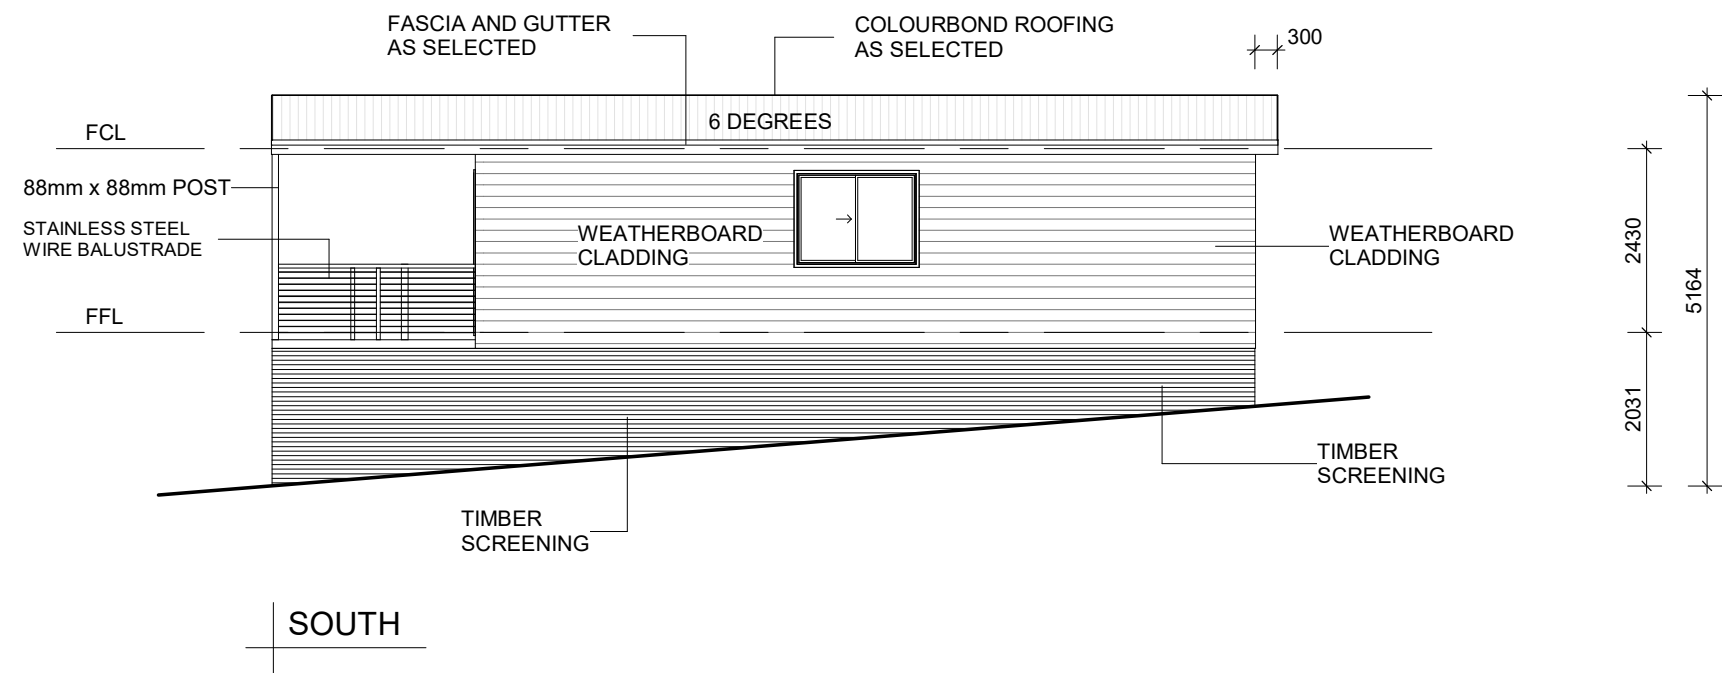 FASCIA AND GUTTER
AS SELECTED
COLOURBOND ROOFING
AS SELECTED
300
6 DEGREES
FCL
88mm x 88mm POST
STAINLESS STEEL
WIRE BALUSTRADE
WEATHERBOARD
CLADDING
WEATHERBOARD
CLADDING
2430
5164
FFL
2031
TIMBER
SCREENING
TIMBER
SCREENING
SOUTH